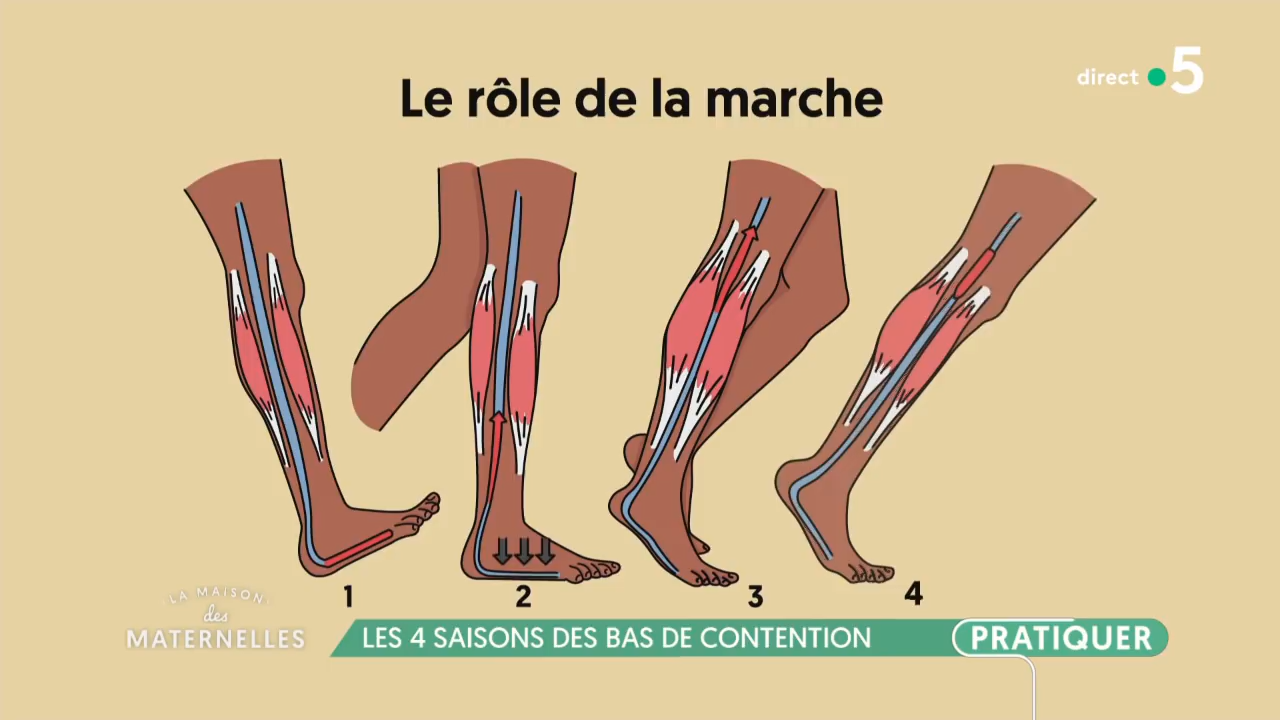 Le rôle de la marche
direct 5
1
2
3
4
LA MAISON
des
MATERNELLES
LES 4 SAISONS DES BAS DE CONTENTION
PRATIQUER